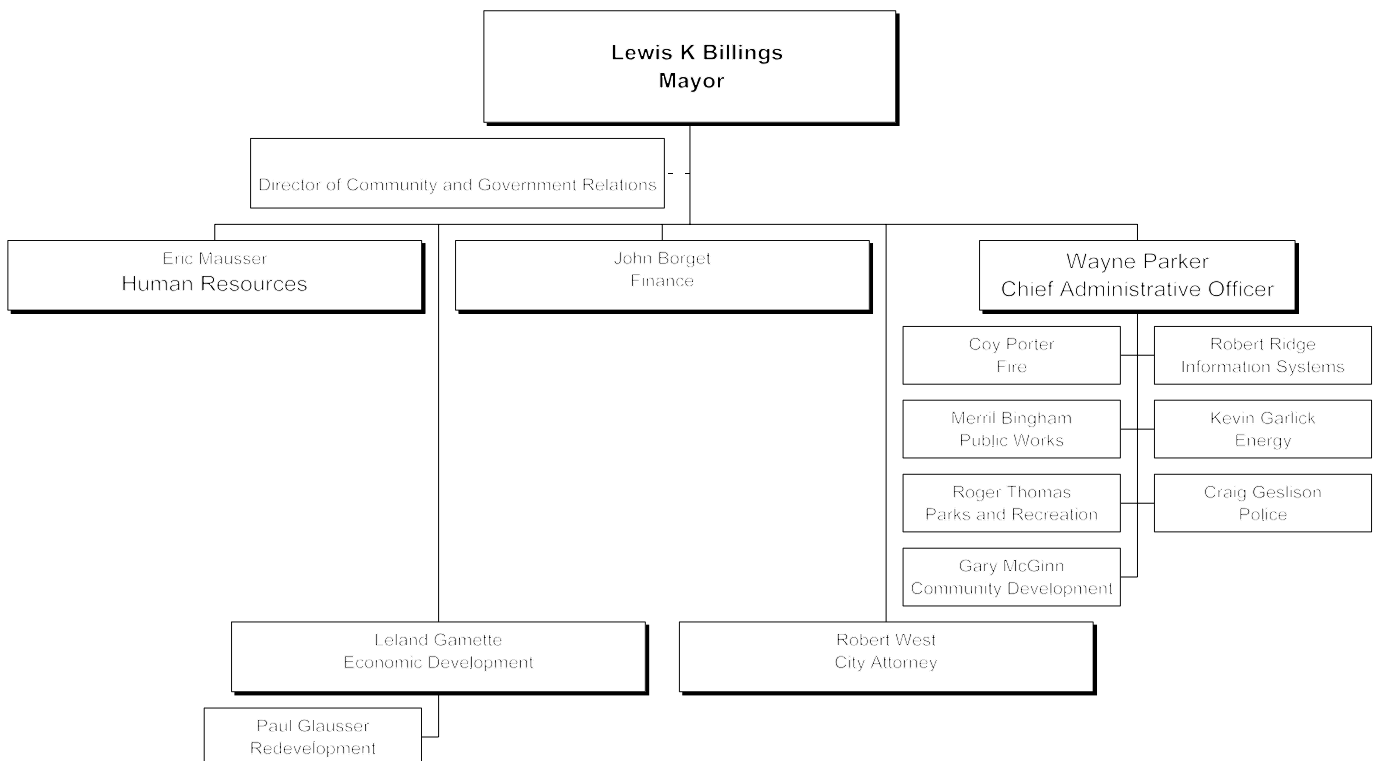 Lewis K Billings
Mayor
Director of Community and Government Relations
Eric Mausser
Human Resources
John Borget
Finance
Wayne Parker
Chief Administrative Officer
Coy Porter
Fire
Robert Ridge
Information Systems
Merril Bingham
Public Works
Kevin Garlick
Energy
Roger Thomas
Parks and Recreation
Craig Geslison
Police
Gary McGinn
Community Development
Leland Gamette
Economic Development
Robert West
City Attorney
Paul Glausser
Redevelopment